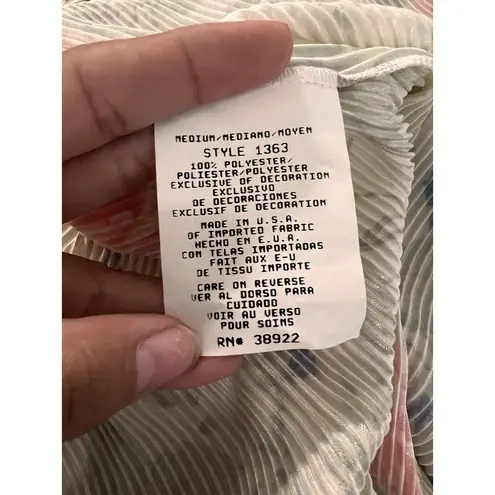 MEDIUM/MEDIANO/MOYEN
STYLE 1363
100% POLYESTER/
POLIESTER/POLYESTER
EXCLUSIVE OF DECORATION
EXCLUSIVO
DE DECORACIONES
EXCLUSIF DE DECORATION
MADE IN U.S.A.
OF IMPORTED FABRIC
HECHO EN E.U.A.
CON TELAS IMPORTADAS
FAIT AUX E-U
DE TISSU IMPORTE
CARE ON REVERSE
VER AL DORSO PARA
CUIDADO
VOIR AU VERSO
POUR SOINS
RN# 38922